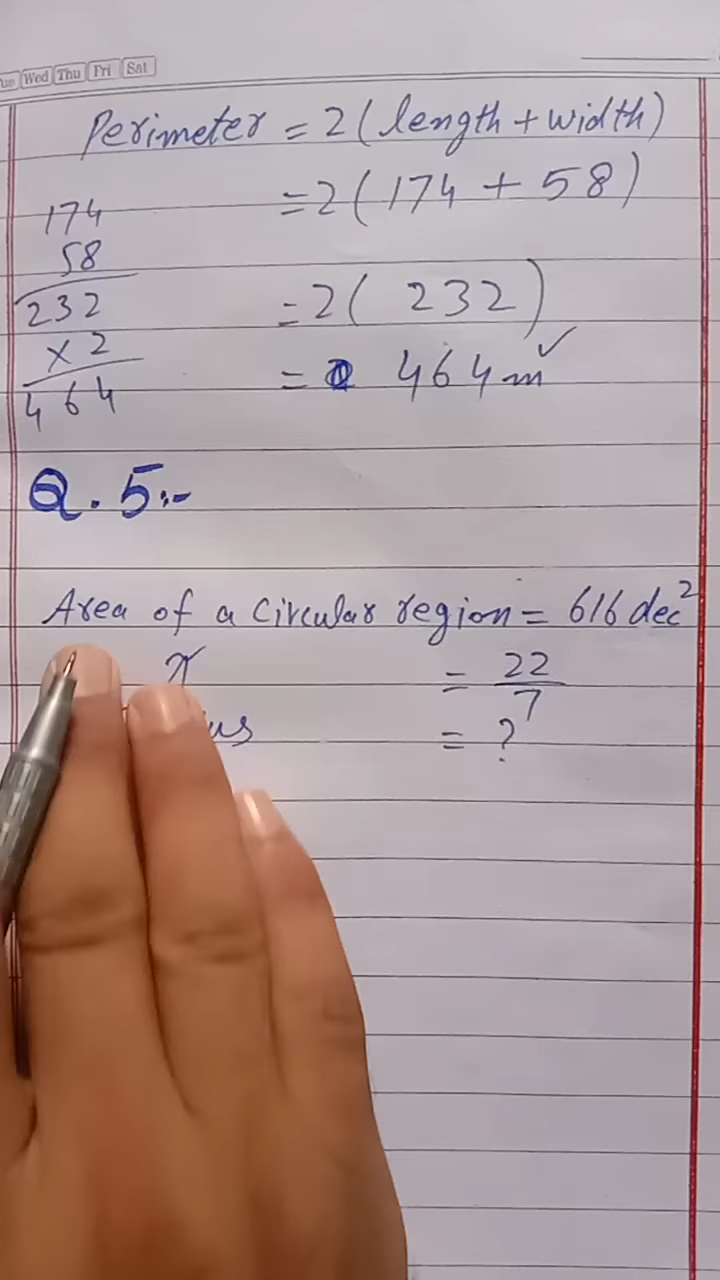 Wed Thu Fri Sat
Perimeter = 2(length + width)
= 2(174 + 58)
174
58
232
× 2
464
= 2( 232 )
= 464m ✓
Q. 5:-
Area of a circular region = 616 dec²
π = 22/7
= ?